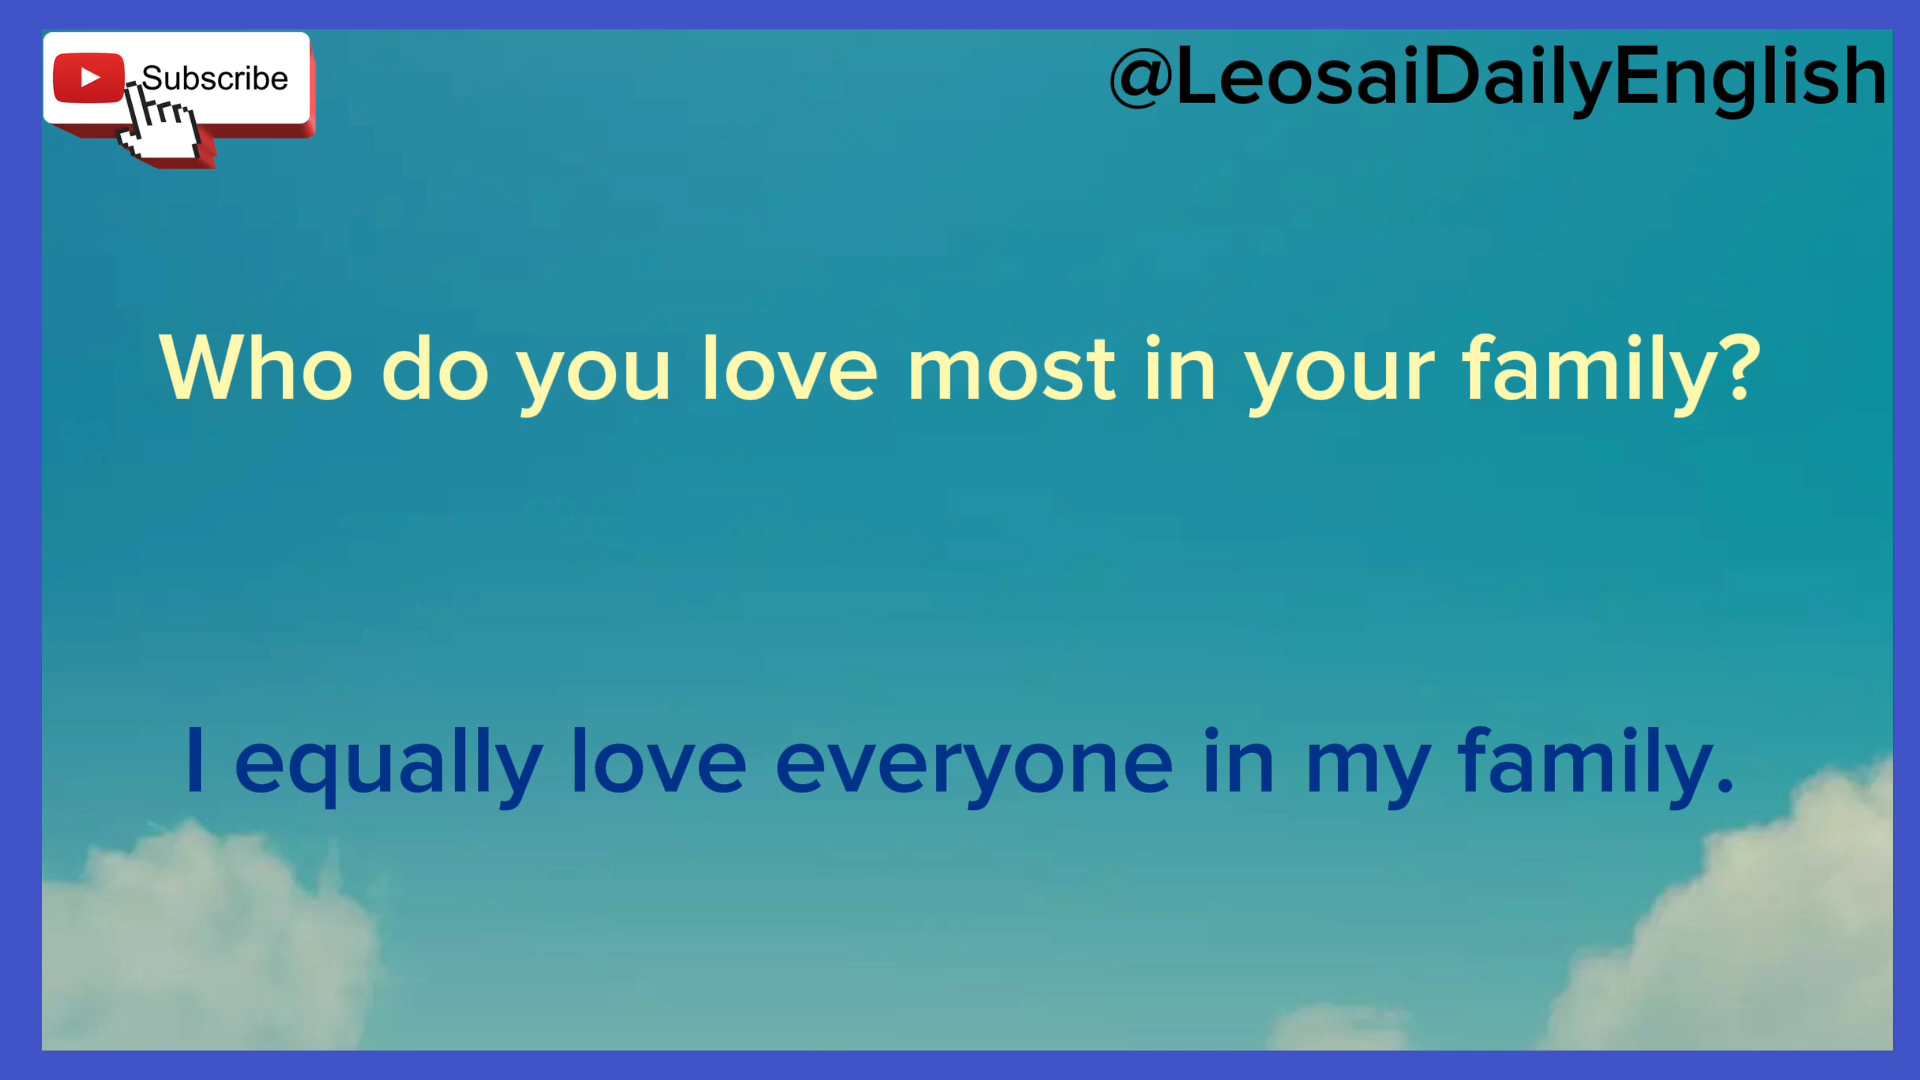 Subscribe
@LeosaiDailyEnglish
Who do you love most in your family?
I equally love everyone in my family.